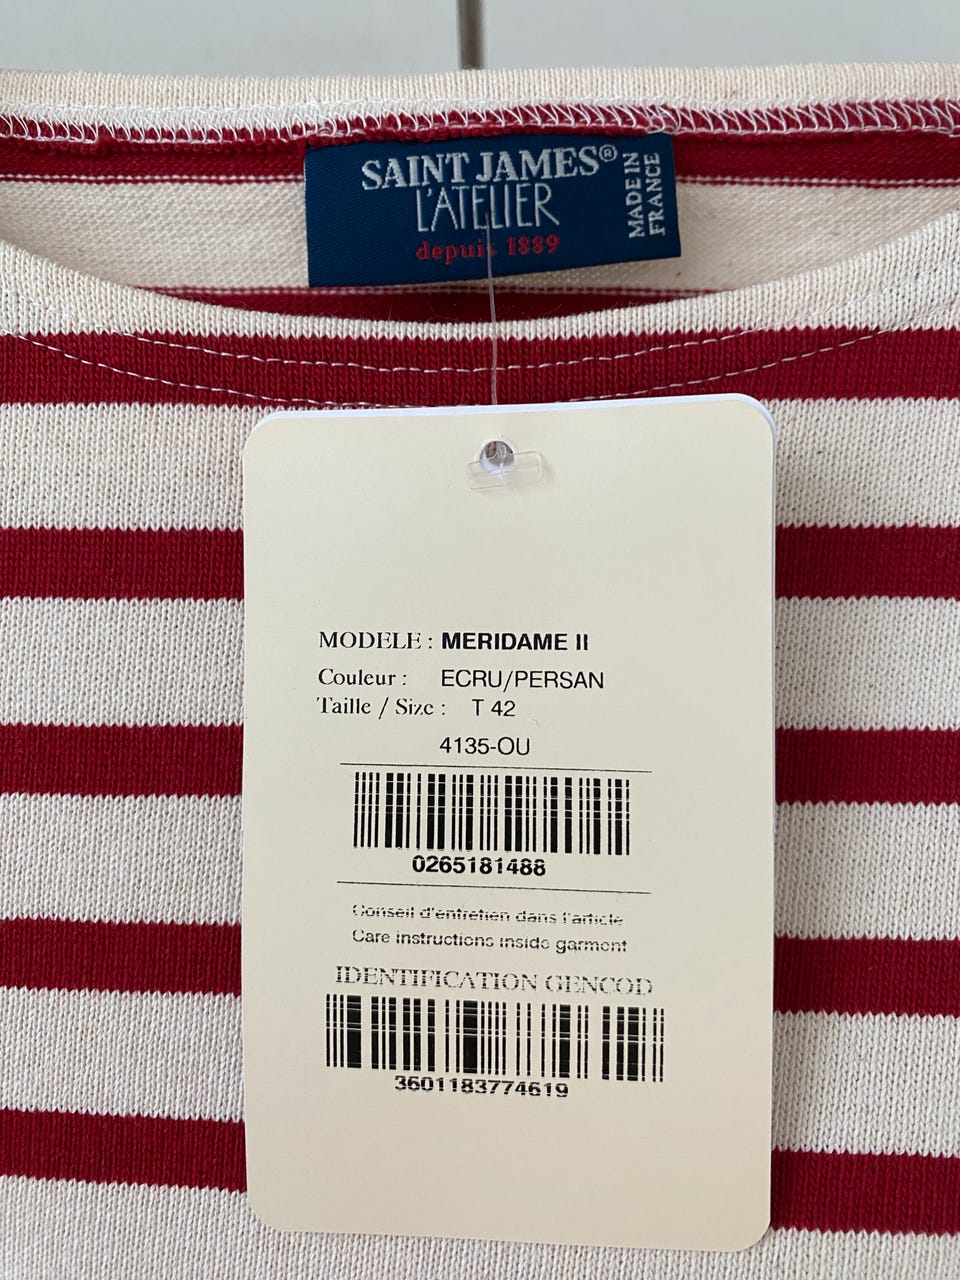 SAINT JAMES®
L'ATELIER
depuis 1889
MADE IN
FRANCE
MODELE : MERIDAME II
Couleur : ECRU/PERSAN
Taille / Size : T 42
4135-OU
0265181488
Conseil d'entretien dans l'article
Care instructions inside garment
IDENTIFICATION GENCOD
3601183774619